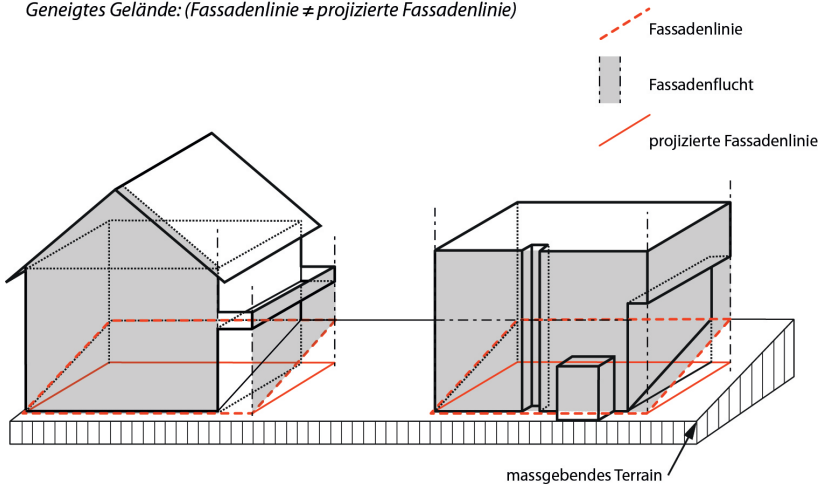 Geneigtes Gelände: (Fassadenlinie ≠ projizierte Fassadenlinie)
Fassadenlinie
Fassadenflucht
projizierte Fassadenlinie
massgebendes Terrain